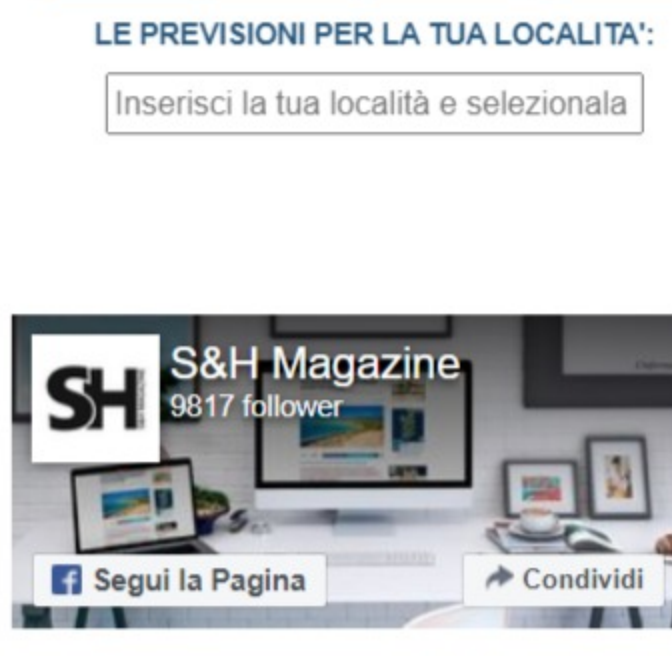 LE PREVISIONI PER LA TUA LOCALITA':
Inserisci la tua località e selezionala
SH
S&H Magazine
9817 follower
Segui la Pagina
Condividi